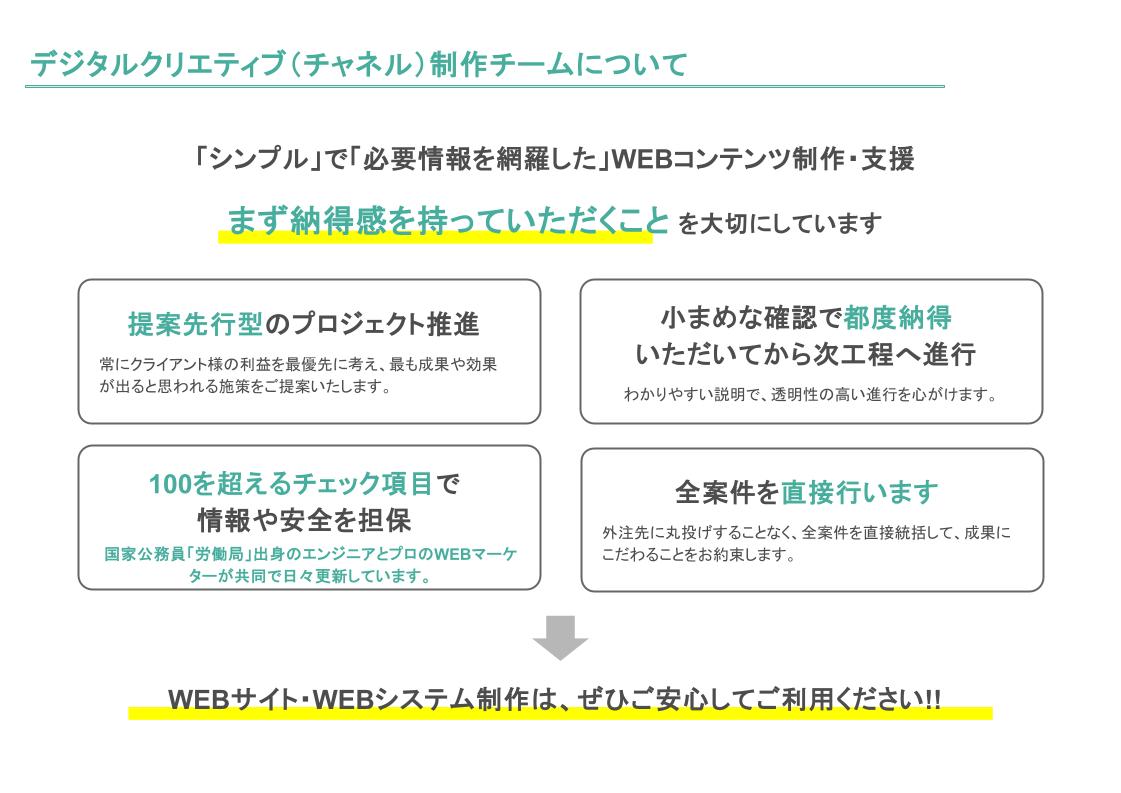 デジタルクリエティブ（チャネル）制作チームについて
「シンプル」で「必要情報を網羅した」WEBコンテンツ制作・支援
まず納得感を持っていただくこと を大切にしています
提案先行型のプロジェクト推進
常にクライアント様の利益を最優先に考え、最も成果や効果
が出ると思われる施策をご提案いたします。
小まめな確認で都度納得
いただいてから次工程へ進行
わかりやすい説明で、透明性の高い進行を心がけます。
100を超えるチェック項目で
情報や安全を担保
国家公務員「労働局」出身のエンジニアとプロのWEBマーケ
ターが共同で日々更新しています。
全案件を直接行います
外注先に丸投げすることなく、全案件を直接統括して、成果に
こだわることをお約束します。
WEBサイト・WEBシステム制作は、ぜひご安心してご利用ください!!